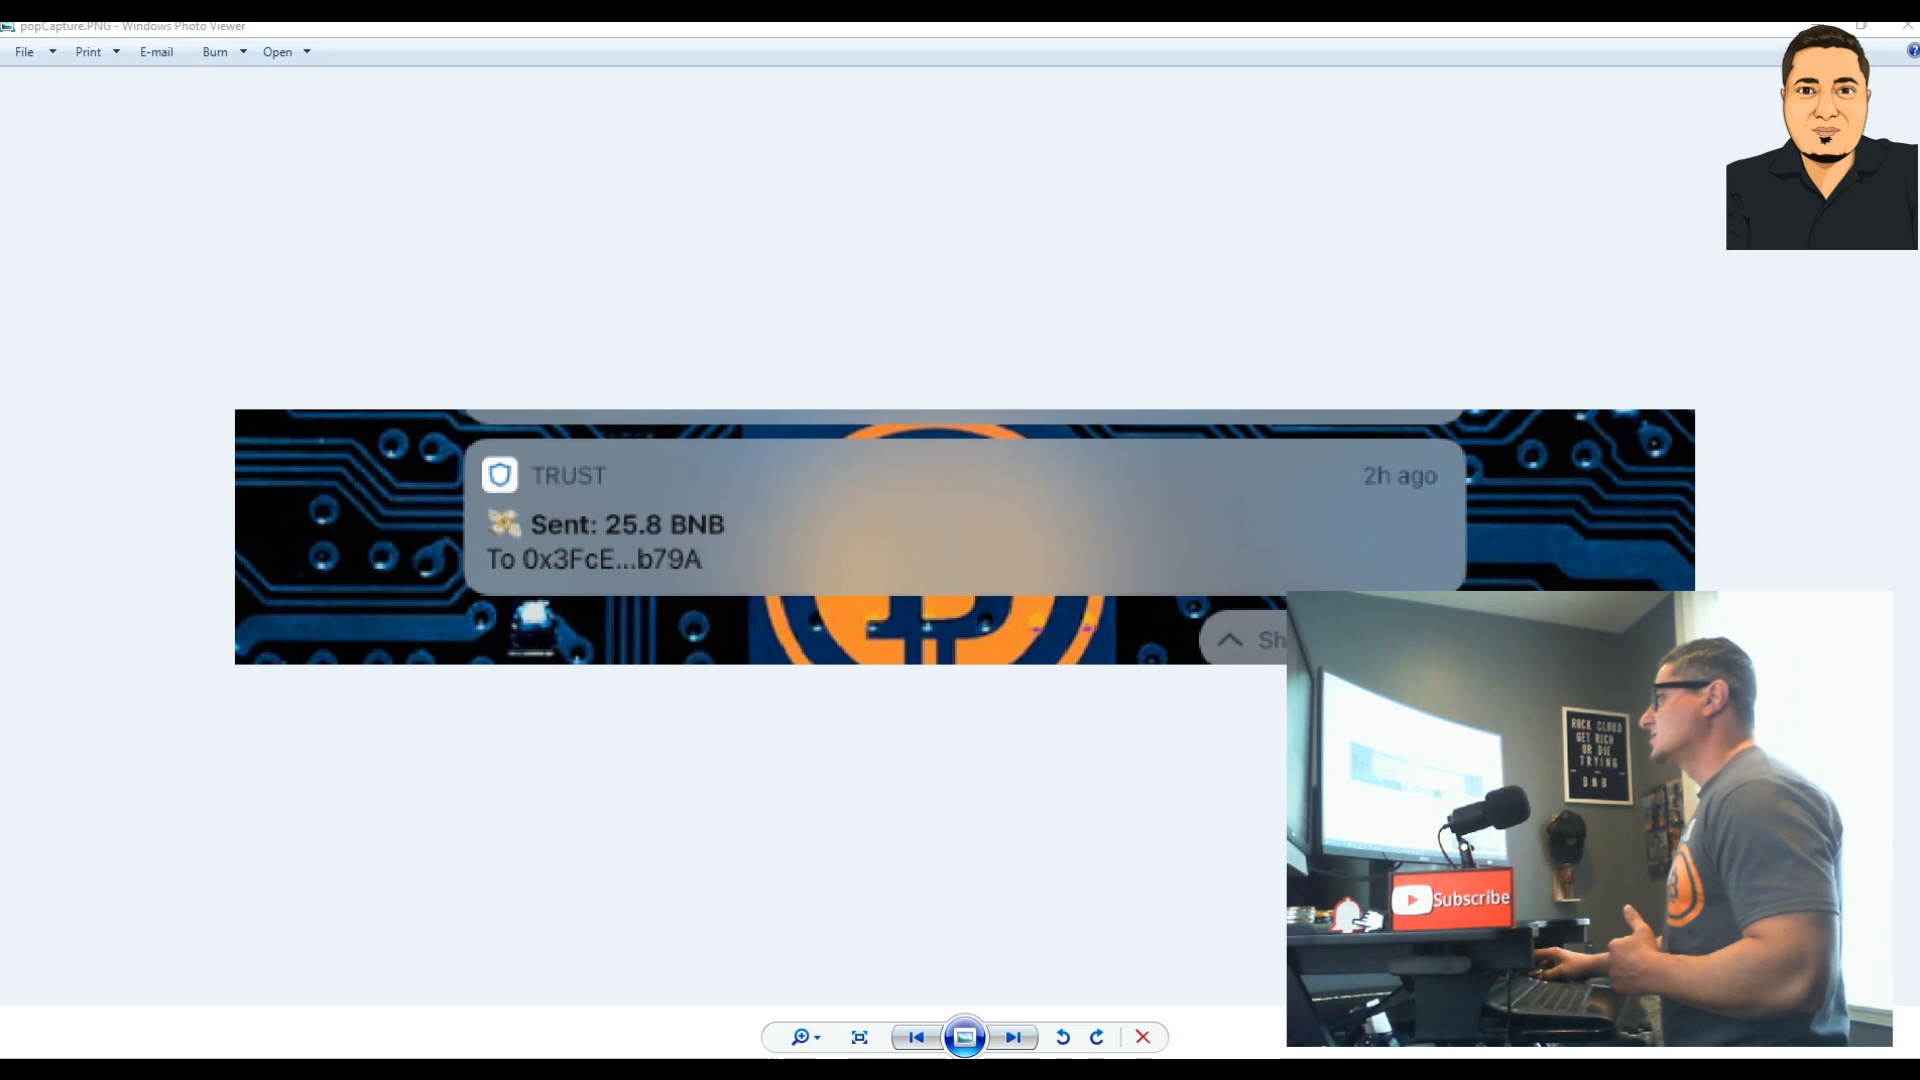 popCapture.PNG - Windows Photo Viewer
File Print E-mail Burn Open
TRUST 2h ago
💸 Sent: 25.8 BNB
To 0x3FcE...b79A
Sh
ROCK CLOUD
GET RICH
OR DIE
TRYING
- -
BNB
Subscribe